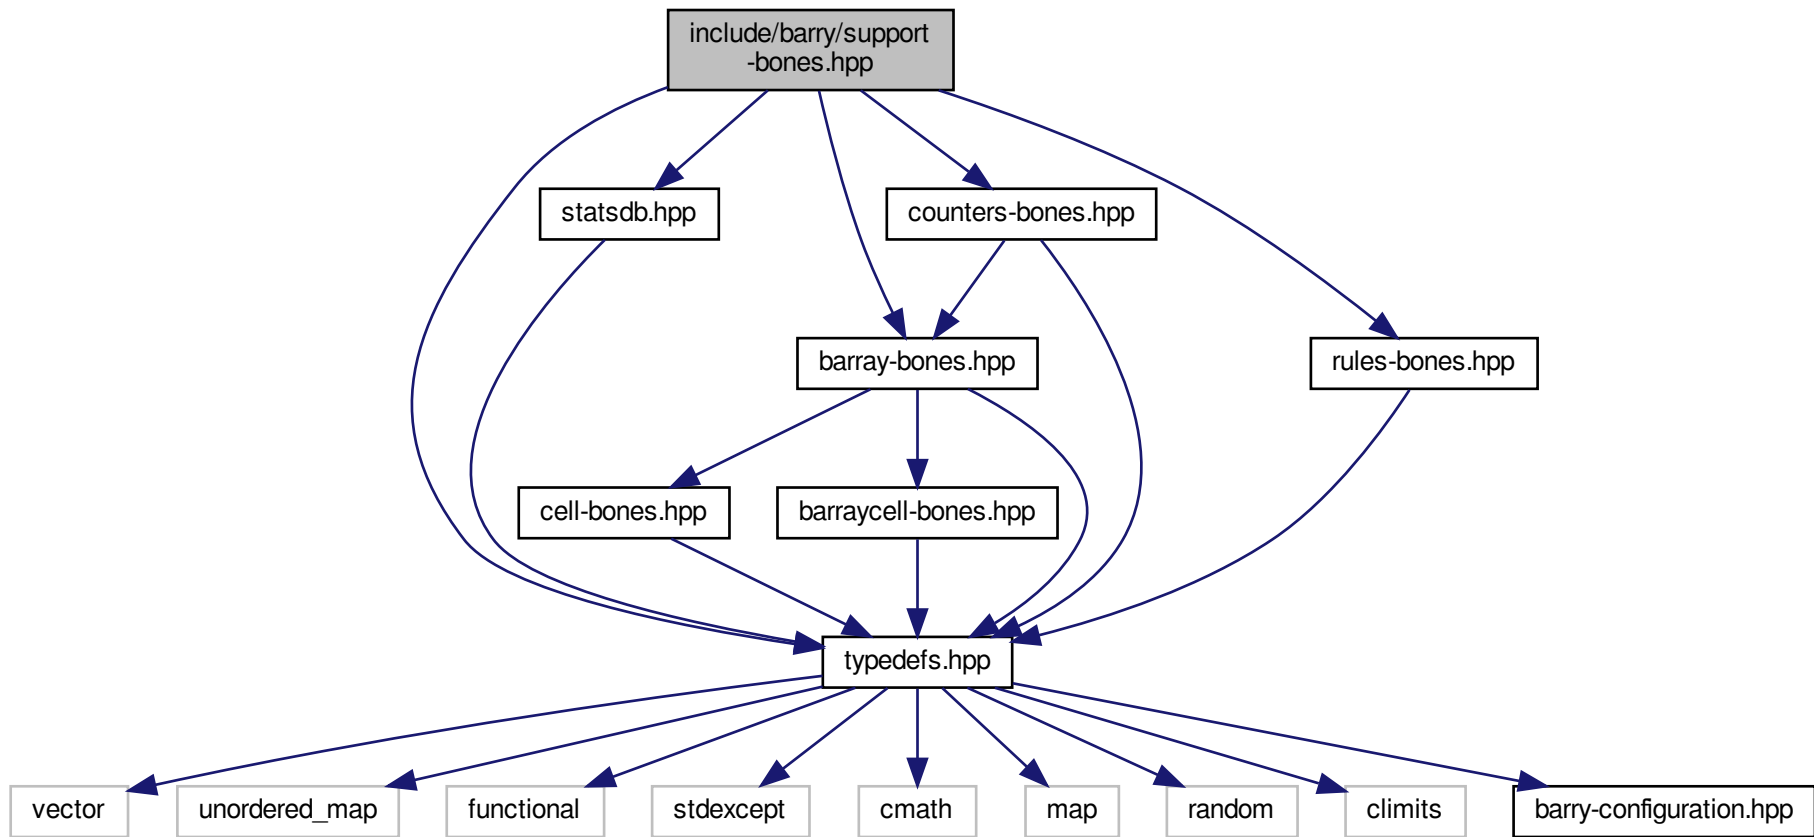 include/barry/support
-bones.hpp
statsdb.hpp
counters-bones.hpp
barray-bones.hpp
rules-bones.hpp
cell-bones.hpp
barraycell-bones.hpp
typedefs.hpp
vector
unordered_map
functional
stdexcept
cmath
map
random
climits
barry-configuration.hpp